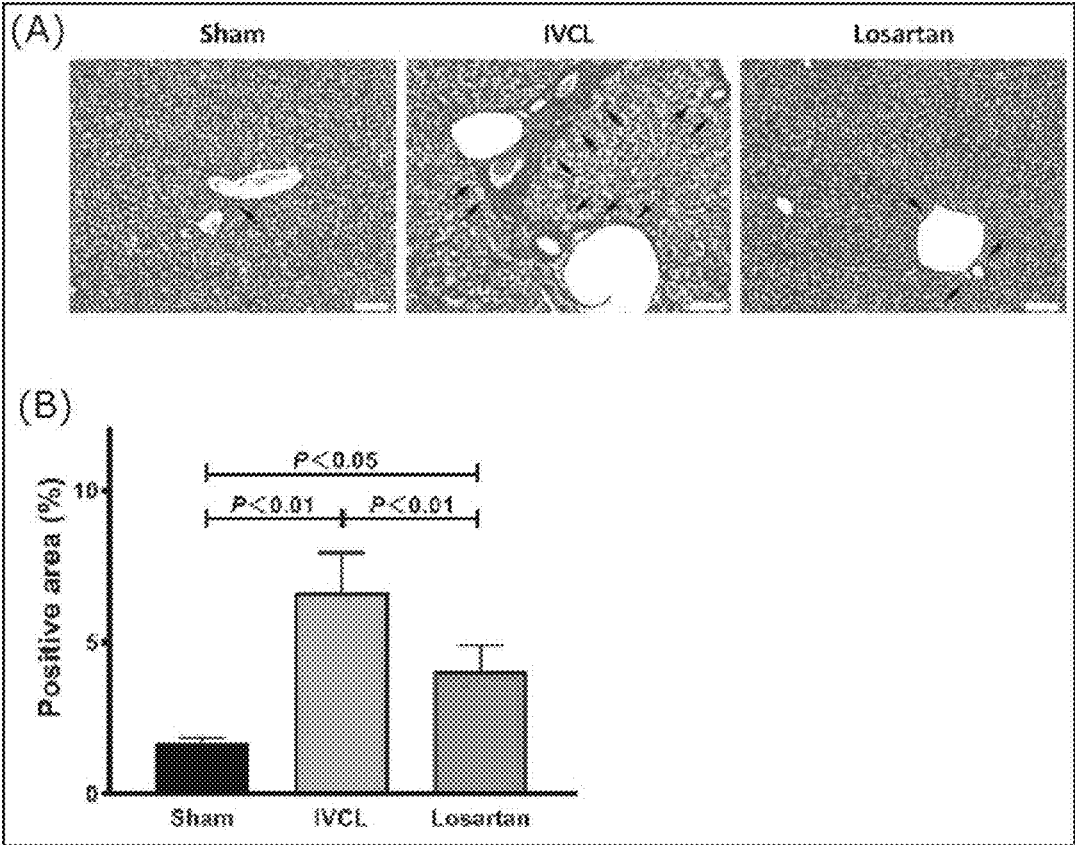 (A)
Sham IVCL Losartan
(B)
P<0.05
P<0.01 P<0.01
10
5
0
Positive area (%)
Sham IVCL Losartan